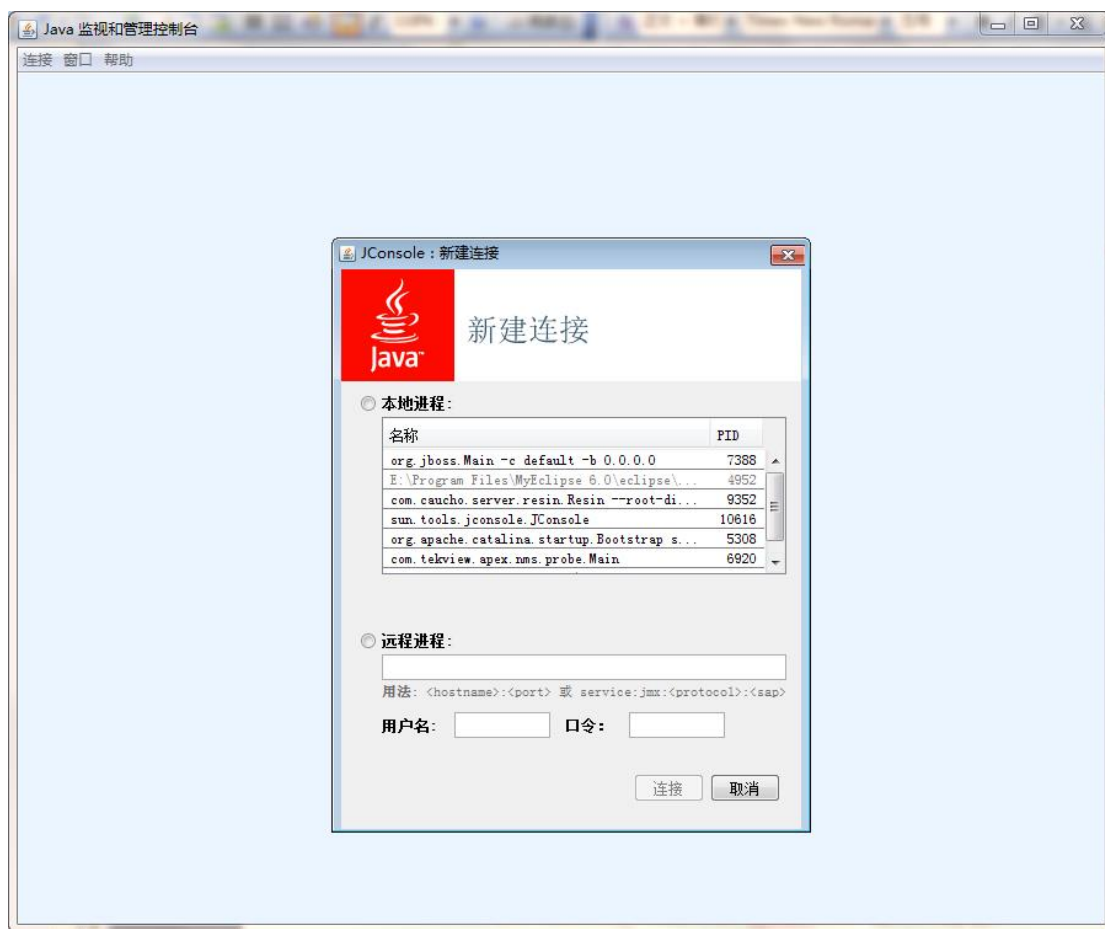 Java 监视和管理控制台
连接 窗口 帮助
JConsole：新建连接
Java™
新建连接
本地进程：
名称 PID
org.jboss.Main -c default -b 0.0.0.0 7388
E:\Program Files\MyEclipse 6.0\eclipse\... 4952
com.caucho.server.resin.Resin --root-di... 9352
sun.tools.jconsole.JConsole 10616
org.apache.catalina.startup.Bootstrap s... 5308
com.tekview.apex.nms.probe.Main 6920
远程进程：
用法: <hostname>:<port> 或 service:jmx:<protocol>:<sap>
用户名: 口令：
连接 取消